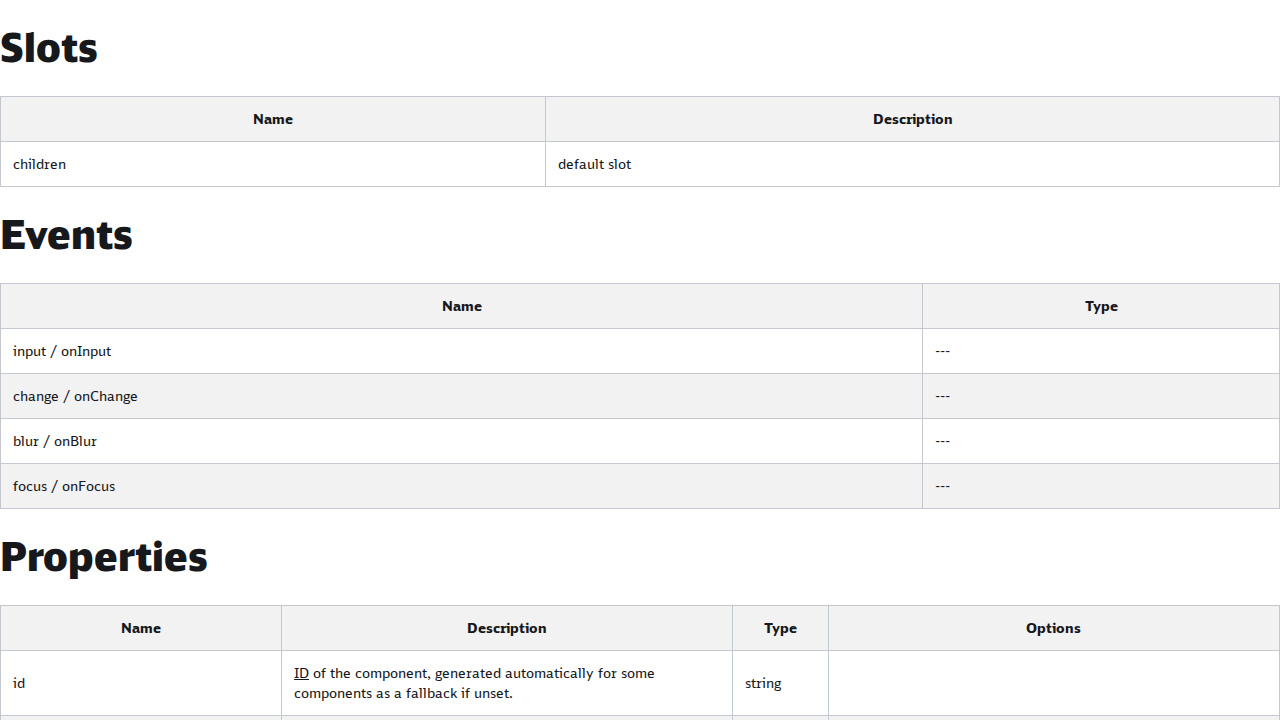 Slots
Name Description
children default slot
Events
Name Type
input / onInput ---
change / onChange ---
blur / onBlur ---
focus / onFocus ---
Properties
Name Description Type Options
id ID of the component, generated automatically for some components as a fallback if unset. string